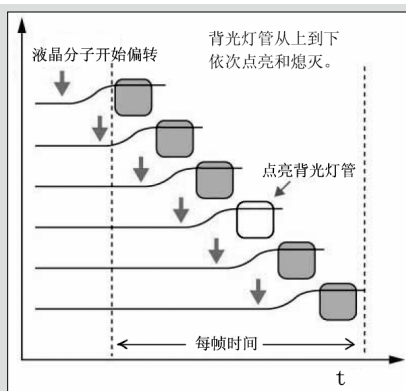 背光灯管从上到下
依次点亮和熄灭。
液晶分子开始偏转
点亮背光灯管
每帧时间
t